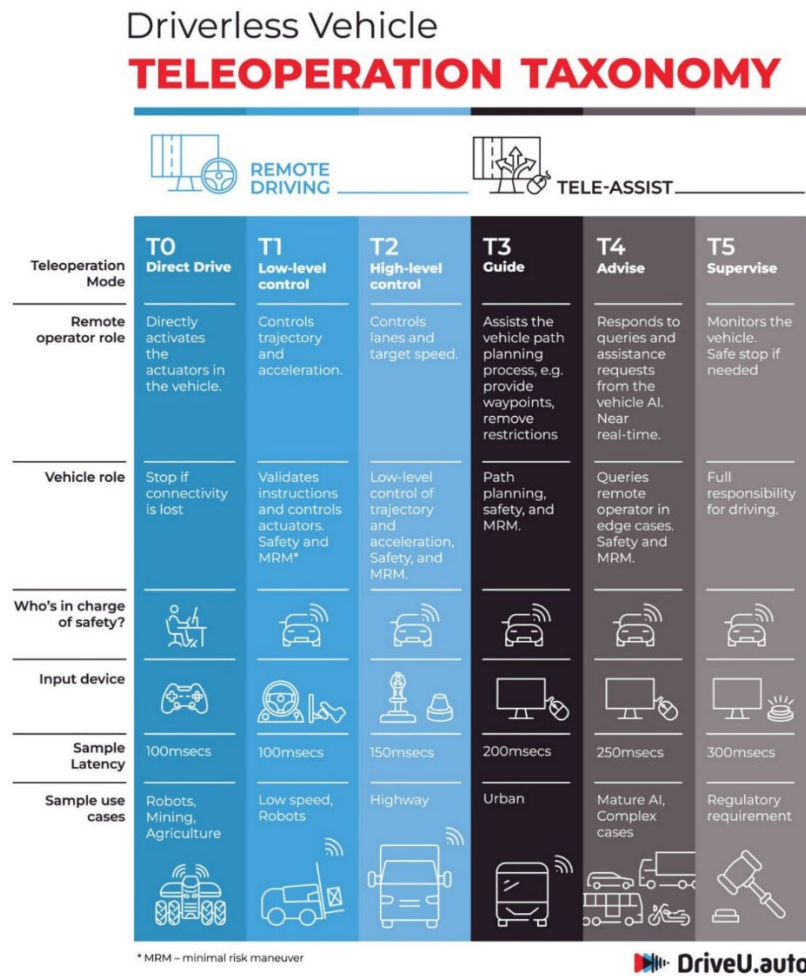 Driverless Vehicle
TELEOPERATION TAXONOMY
REMOTE
DRIVING
TELE-ASSIST
Teleoperation
Mode
T0
Direct Drive
T1
Low-level
control
T2
High-level
control
T3
Guide
T4
Advise
T5
Supervise
Remote
operator role
Directly
activates
the
actuators in
the vehicle.
Controls
trajectory
and
acceleration.
Controls
lanes and
target speed.
Assists the
vehicle path
planning
process, e.g.
provide
waypoints,
remove
restrictions
Responds to
queries and
assistance
requests
from the
vehicle AI.
Near
real-time.
Monitors the
vehicle.
Safe stop if
needed
Vehicle role
Stop if
connectivity
is lost
Validates
instructions
and controls
actuators.
Safety and
MRM*
Low-level
control of
trajectory
and
acceleration,
Safety, and
MRM.
Path
planning,
safety, and
MRM.
Queries
remote
operator in
edge cases.
Safety and
MRM.
Full
responsibility
for driving.
Who's in charge
of safety?
Input device
Sample
Latency
100msecs
100msecs
150msecs
200msecs
250msecs
300msecs
Sample use
cases
Robots,
Mining,
Agriculture
Low speed,
Robots
Highway
Urban
Mature AI,
Complex
cases
Regulatory
requirement
* MRM – minimal risk maneuver
DriveU.auto